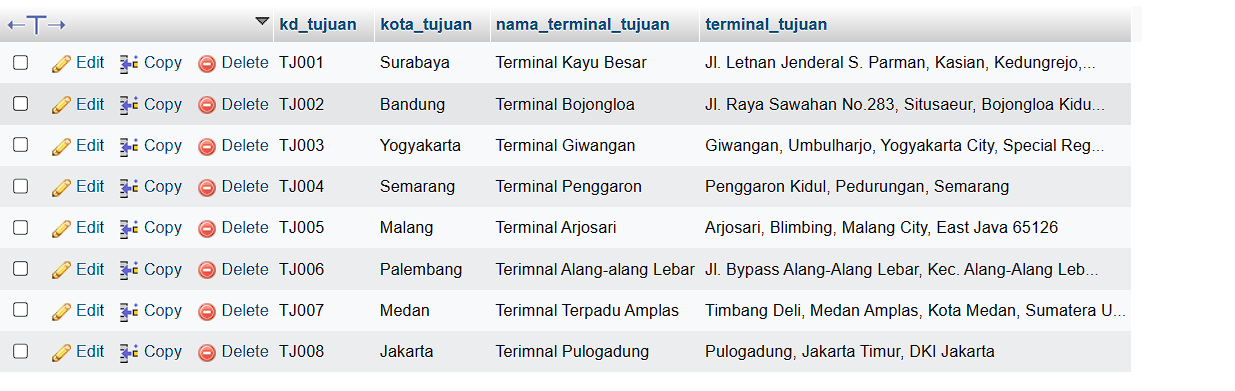 kd_tujuan kota_tujuan nama_terminal_tujuan terminal_tujuan
Edit Copy Delete TJ001 Surabaya Terminal Kayu Besar Jl. Letnan Jenderal S. Parman, Kasian, Kedungrejo,...
Edit Copy Delete TJ002 Bandung Terminal Bojongloa Jl. Raya Sawahan No.283, Situsaeur, Bojongloa Kidu...
Edit Copy Delete TJ003 Yogyakarta Terminal Giwangan Giwangan, Umbulharjo, Yogyakarta City, Special Reg...
Edit Copy Delete TJ004 Semarang Terminal Penggaron Penggaron Kidul, Pedurungan, Semarang
Edit Copy Delete TJ005 Malang Terminal Arjosari Arjosari, Blimbing, Malang City, East Java 65126
Edit Copy Delete TJ006 Palembang Terimnal Alang-alang Lebar Jl. Bypass Alang-Alang Lebar, Kec. Alang-Alang Leb...
Edit Copy Delete TJ007 Medan Terimnal Terpadu Amplas Timbang Deli, Medan Amplas, Kota Medan, Sumatera U...
Edit Copy Delete TJ008 Jakarta Terimnal Pulogadung Pulogadung, Jakarta Timur, DKI Jakarta